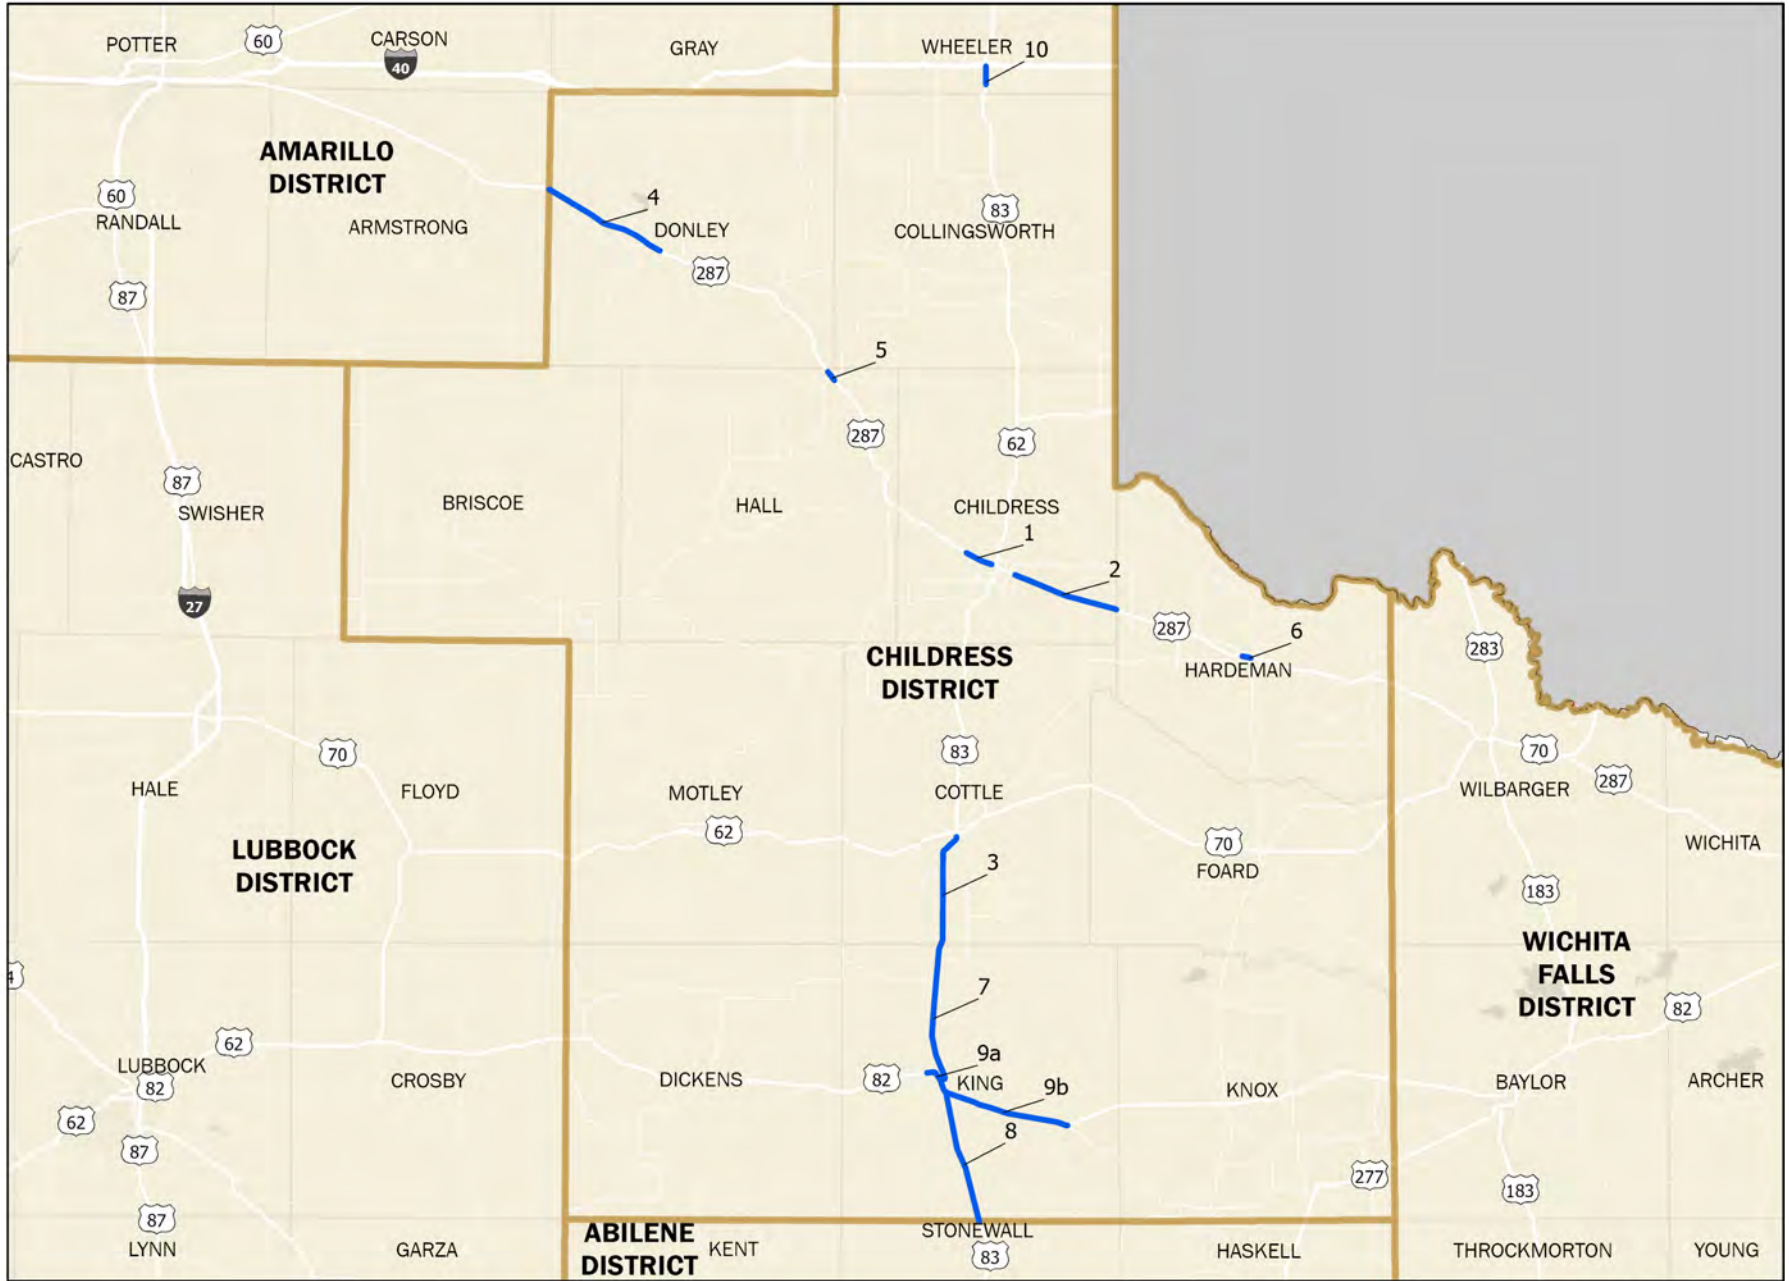 POTTER
60
CARSON
40
GRAY
WHEELER
10
AMARILLO
DISTRICT
60
RANDALL
ARMSTRONG
4
DONLEY
83
COLLINGSWORTH
287
87
5
287
62
CASTRO
87
SWISHER
BRISCOE
HALL
CHILDRESS
1
2
27
287
6
HARDEMAN
283
CHILDRESS
DISTRICT
70
83
70
287
HALE
FLOYD
MOTLEY
COTTLE
WILBARGER
62
70
WICHITA
LUBBOCK
DISTRICT
3
FOARD
183
WICHITA
FALLS
DISTRICT
4
7
82
62
LUBBOCK
82
CROSBY
DICKENS
82
9a
KING
9b
KNOX
BAYLOR
ARCHER
62
87
8
277
183
87
LYNN
GARZA
ABILENE
DISTRICT
KENT
STONEWALL
83
HASKELL
THROCKMORTON
YOUNG